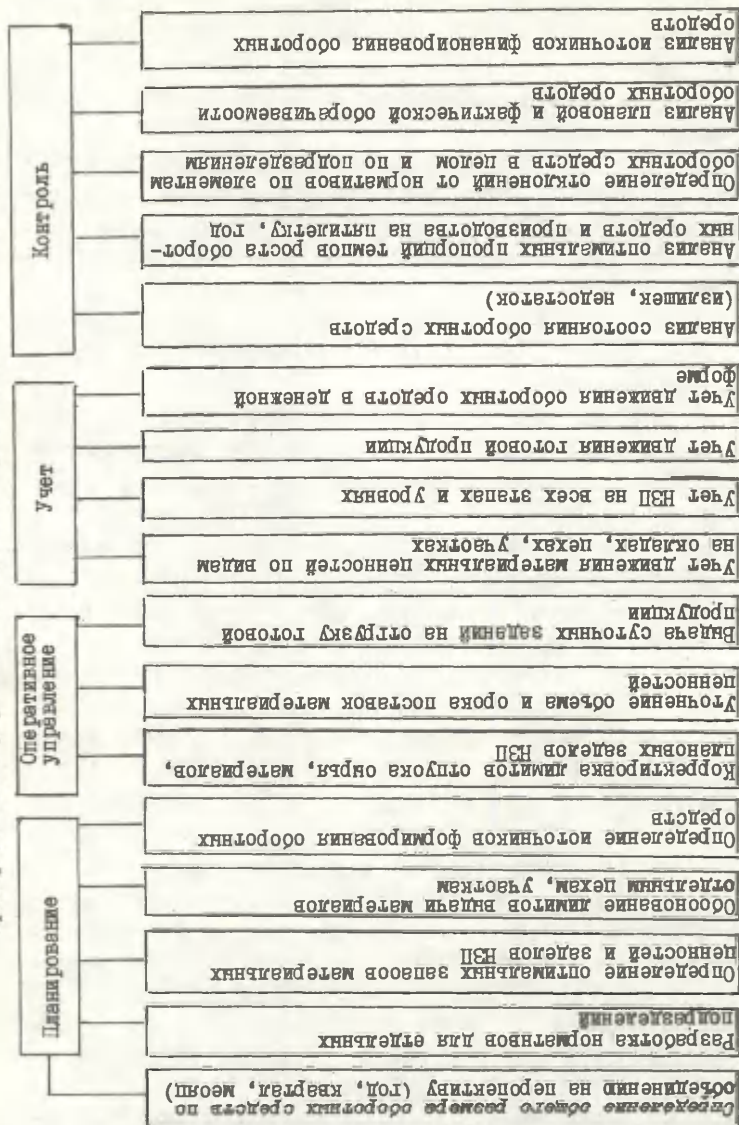 Планирование
Определение общего размера оборотных средств по
объединению на перспективу (год, квартал, месяц)
Разработка нормативов для отдельных
подразделений
Определение оптимальных запасов материальных
ценностей и заделов НЗП
Обоснование лимитов выдачи материалов
отдельным цехам, участкам
Определение источников формирования оборотных
средств
Оперативное
управление
Корректировка лимитов отпуска сырья, материалов,
плановых заделов НЗП
Уточнение объема и срока поставок материальных
ценностей
Выдача суточных заданий на отгрузку готовой
продукции
Учет
Учет движения материальных ценностей по видам
на складах, цехах, участках
Учет НЗП на всех этапах и уровнях
Учет движения готовой продукции
Учет движения оборотных средств в денежной
форме
Контроль
Анализ состояния оборотных средств
(излишек, недостаток)
Анализ оптимальных пропорций темпов роста оборот-
ных средств и производства на пятилетку, год
Определение отклонений от нормативов по элементам
оборотных средств в целом и по подразделениям
Анализ плановой и фактической оборачиваемости
оборотных средств
Анализ источников финансирования оборотных
средств